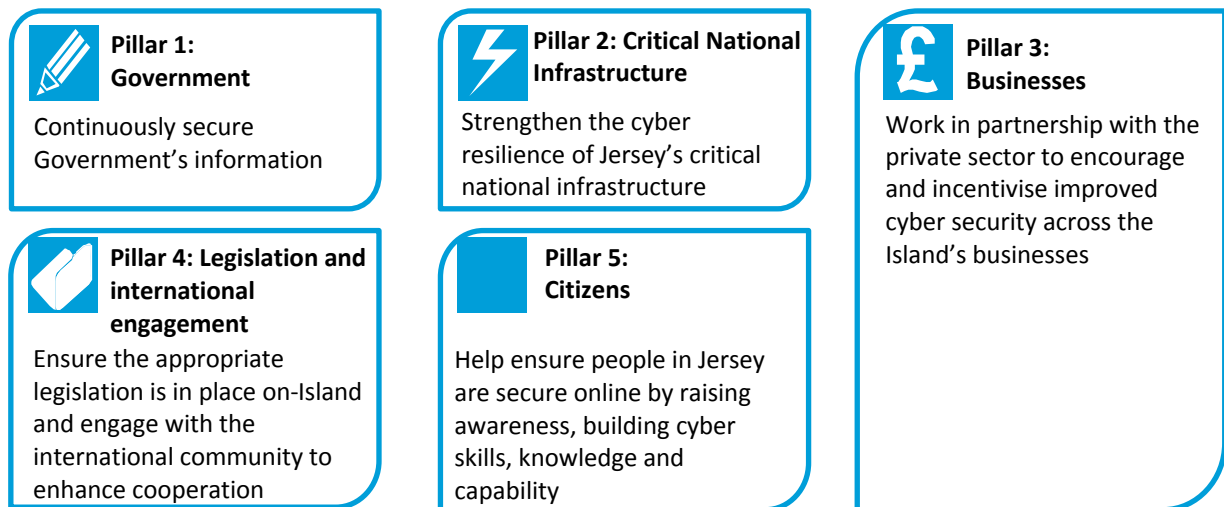 Pillar 1:
Government
Continuously secure
Government’s information
Pillar 2: Critical National
Infrastructure
Strengthen the cyber
resilience of Jersey’s critical
national infrastructure
Pillar 3:
Businesses
Work in partnership with the
private sector to encourage
and incentivise improved
cyber security across the
Island’s businesses
Pillar 4: Legislation and
international
engagement
Ensure the appropriate
legislation is in place on-Island
and engage with the
international community to
enhance cooperation
Pillar 5:
Citizens
Help ensure people in Jersey
are secure online by raising
awareness, building cyber
skills, knowledge and
capability